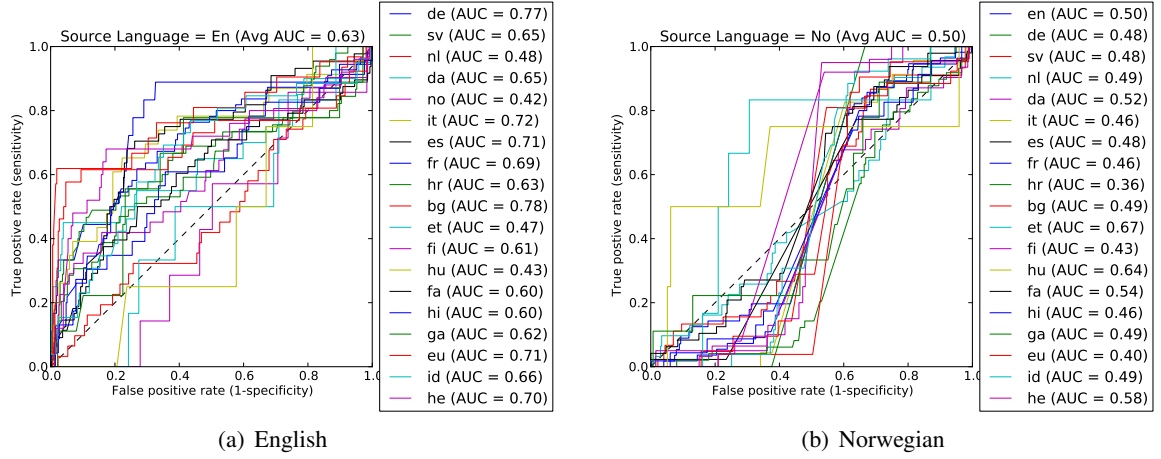 Source Language = En (Avg AUC = 0.63)
True positive rate (sensitivity)
1.0
0.8
0.6
0.4
0.2
0.0
0.0 0.2 0.4 0.6 0.8 1.0
False positive rate (1-specificity)
de (AUC = 0.77)
sv (AUC = 0.65)
nl (AUC = 0.48)
da (AUC = 0.65)
no (AUC = 0.42)
it (AUC = 0.72)
es (AUC = 0.71)
fr (AUC = 0.69)
hr (AUC = 0.63)
bg (AUC = 0.78)
et (AUC = 0.47)
fi (AUC = 0.61)
hu (AUC = 0.43)
fa (AUC = 0.60)
hi (AUC = 0.60)
ga (AUC = 0.62)
eu (AUC = 0.71)
id (AUC = 0.66)
he (AUC = 0.70)
(a) English
Source Language = No (Avg AUC = 0.50)
True positive rate (sensitivity)
1.0
0.8
0.6
0.4
0.2
0.0
0.0 0.2 0.4 0.6 0.8 1.0
False positive rate (1-specificity)
en (AUC = 0.50)
de (AUC = 0.48)
sv (AUC = 0.48)
nl (AUC = 0.49)
da (AUC = 0.52)
it (AUC = 0.46)
es (AUC = 0.48)
fr (AUC = 0.46)
hr (AUC = 0.36)
bg (AUC = 0.49)
et (AUC = 0.67)
fi (AUC = 0.43)
hu (AUC = 0.64)
fa (AUC = 0.54)
hi (AUC = 0.46)
ga (AUC = 0.49)
eu (AUC = 0.40)
id (AUC = 0.49)
he (AUC = 0.58)
(b) Norwegian